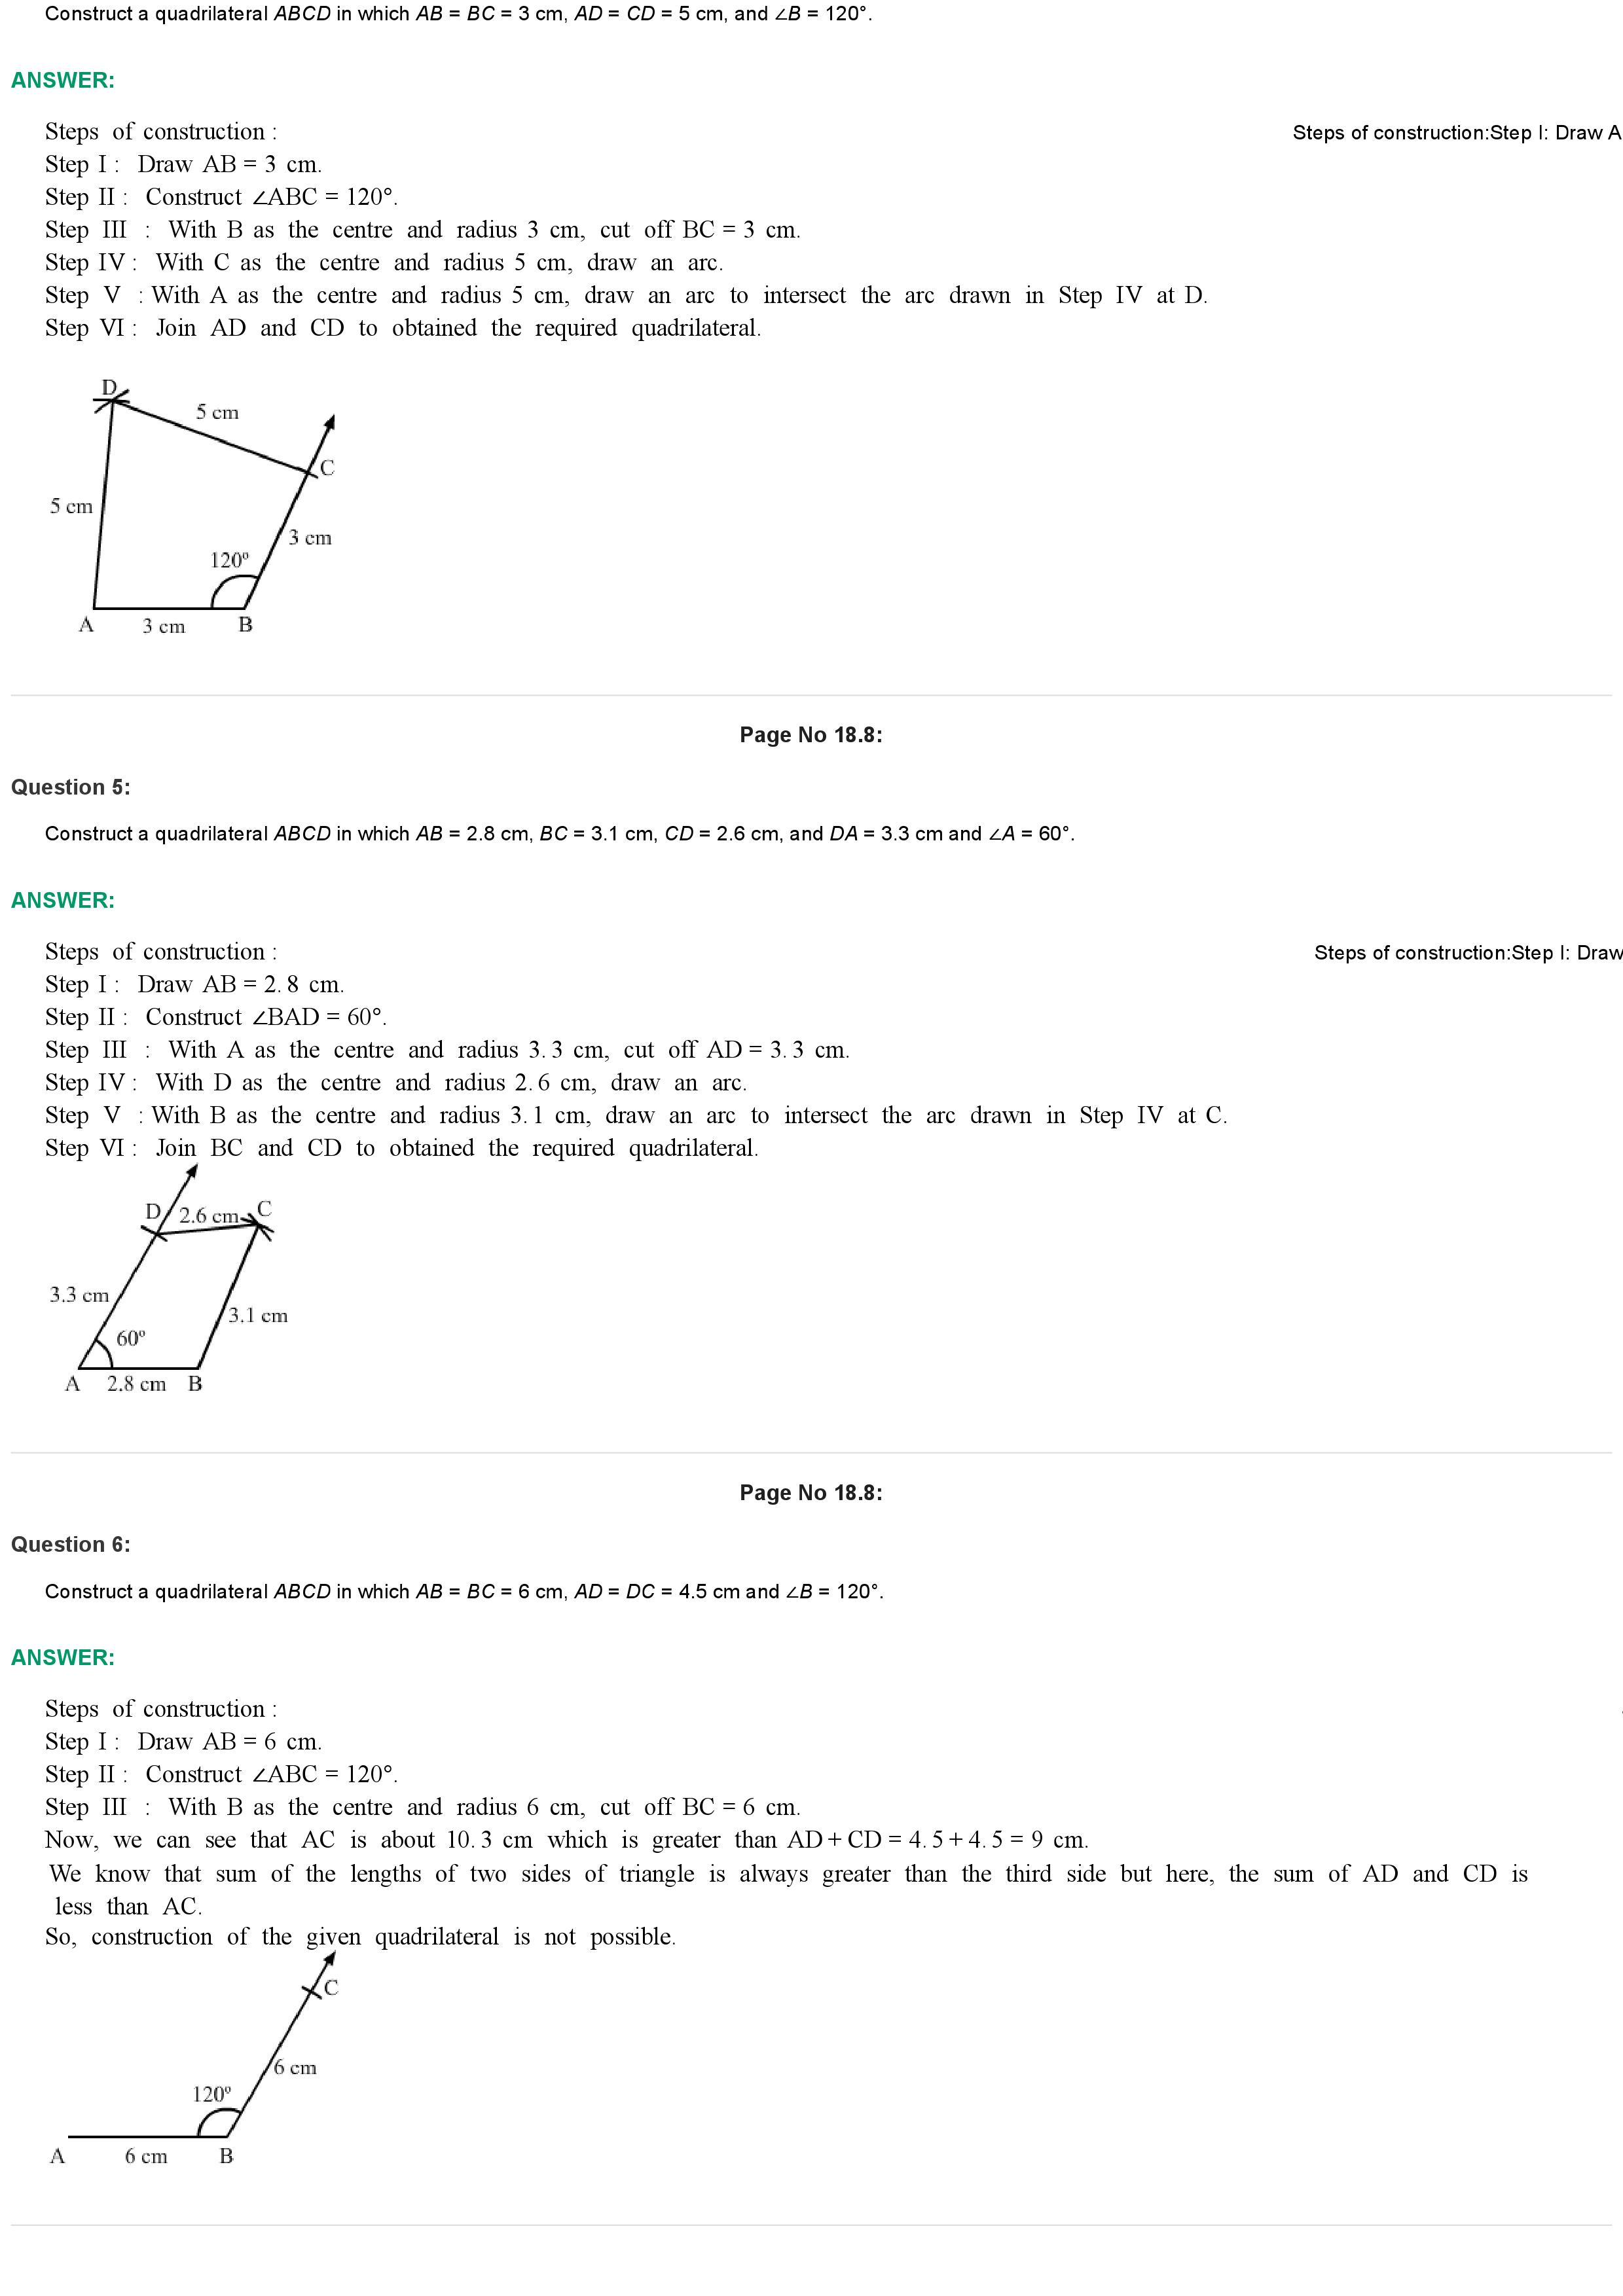 Construct a quadrilateral ABCD in which AB = BC = 3 cm, AD = CD = 5 cm, and ∠B = 120°.
ANSWER:
Steps of construction :
Steps of construction:Step I: Draw A
Step I : Draw AB = 3 cm.
Step II : Construct ∠ABC = 120°.
Step III : With B as the centre and radius 3 cm, cut off BC = 3 cm.
Step IV : With C as the centre and radius 5 cm, draw an arc.
Step V : With A as the centre and radius 5 cm, draw an arc to intersect the arc drawn in Step IV at D.
Step VI : Join AD and CD to obtained the required quadrilateral.
D
5 cm
C
5 cm
3 cm
120º
A
3 cm
B
Page No 18.8:
Question 5:
Construct a quadrilateral ABCD in which AB = 2.8 cm, BC = 3.1 cm, CD = 2.6 cm, and DA = 3.3 cm and ∠A = 60°.
ANSWER:
Steps of construction :
Steps of construction:Step I: Draw
Step I : Draw AB = 2. 8 cm.
Step II : Construct ∠BAD = 60°.
Step III : With A as the centre and radius 3. 3 cm, cut off AD = 3. 3 cm.
Step IV : With D as the centre and radius 2. 6 cm, draw an arc.
Step V : With B as the centre and radius 3. 1 cm, draw an arc to intersect the arc drawn in Step IV at C.
Step VI : Join BC and CD to obtained the required quadrilateral.
D
2.6 cm
C
3.3 cm
3.1 cm
60º
A
2.8 cm
B
Page No 18.8:
Question 6:
Construct a quadrilateral ABCD in which AB = BC = 6 cm, AD = DC = 4.5 cm and ∠B = 120°.
ANSWER:
Steps of construction :
Step I : Draw AB = 6 cm.
Step II : Construct ∠ABC = 120°.
Step III : With B as the centre and radius 6 cm, cut off BC = 6 cm.
Now, we can see that AC is about 10. 3 cm which is greater than AD + CD = 4. 5 + 4. 5 = 9 cm.
We know that sum of the lengths of two sides of triangle is always greater than the third side but here, the sum of AD and CD is
less than AC.
So, construction of the given quadrilateral is not possible.
C
6 cm
120º
A
6 cm
B